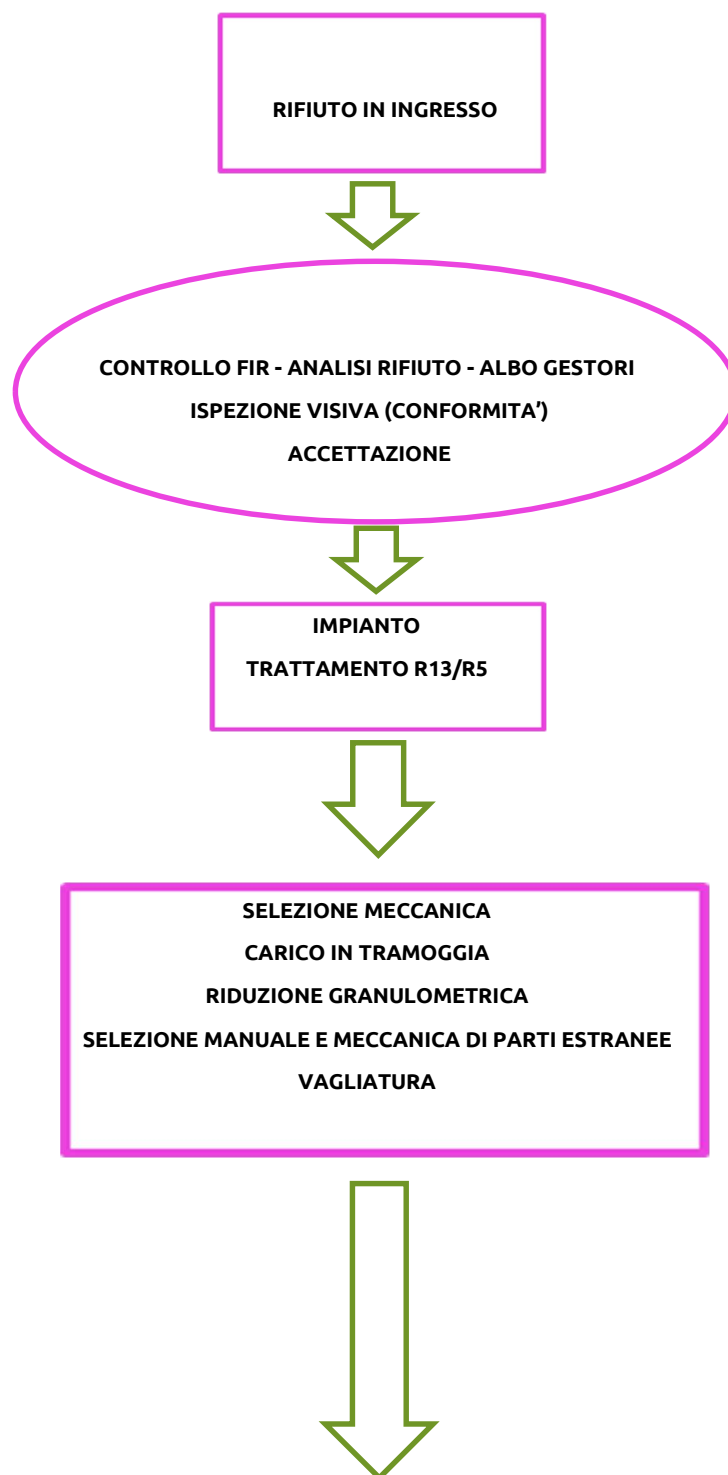 RIFIUTO IN INGRESSO
CONTROLLO FIR - ANALISI RIFIUTO - ALBO GESTORI
ISPEZIONE VISIVA (CONFORMITA’)
ACCETTAZIONE
IMPIANTO
TRATTAMENTO R13/R5
SELEZIONE MECCANICA
CARICO IN TRAMOGGIA
RIDUZIONE GRANULOMETRICA
SELEZIONE MANUALE E MECCANICA DI PARTI ESTRANEE
VAGLIATURA